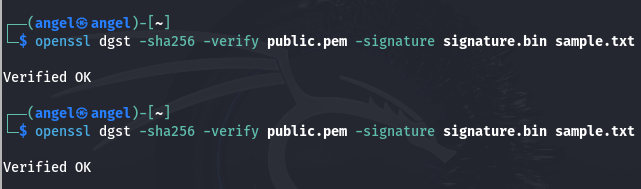 ┌──(angel㉿angel)-[~]
└─$ openssl dgst -sha256 -verify public.pem -signature signature.bin sample.txt
Verified OK
┌──(angel㉿angel)-[~]
└─$ openssl dgst -sha256 -verify public.pem -signature signature.bin sample.txt
Verified OK